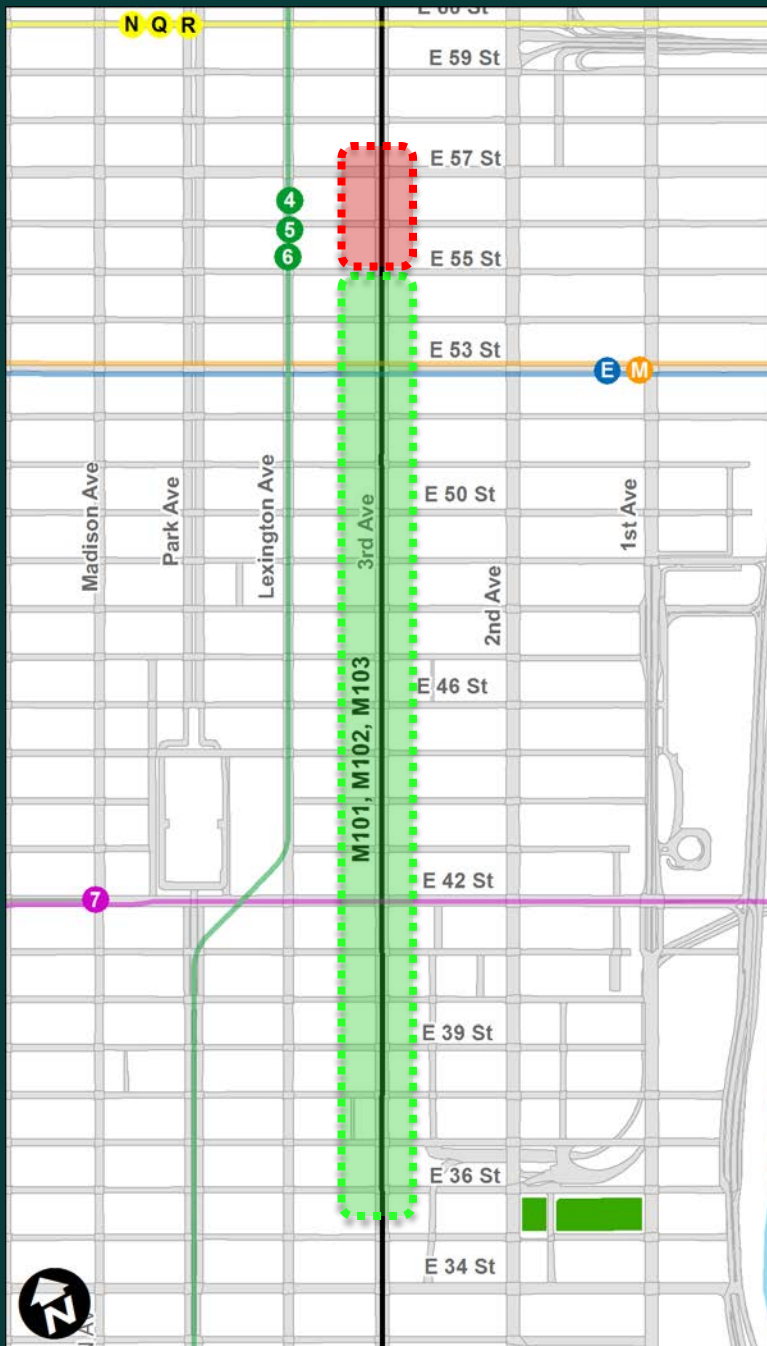 E 60 St
N Q R
E 59 St
E 57 St
4
5
6
E 55 St
E 53 St
E M
Madison Ave
Park Ave
Lexington Ave
3rd Ave
E 50 St
1st Ave
2nd Ave
E 46 St
M101, M102, M103
E 42 St
7
E 39 St
E 36 St
E 34 St
N